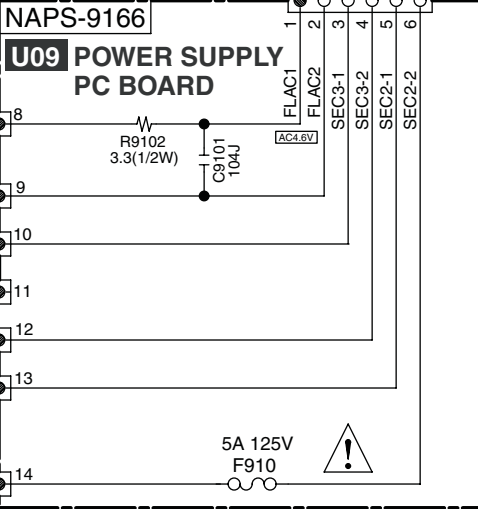 NAPS-9166
U09 POWER SUPPLY
PC BOARD
1 2 3 4 5 6
FLAC1
FLAC2
SEC3-1
SEC3-2
SEC2-1
SEC2-2
AC4.6V
8
R9102
3.3(1/2W)
C9101
104J
9
10
11
12
13
5A 125V
F910
!
14